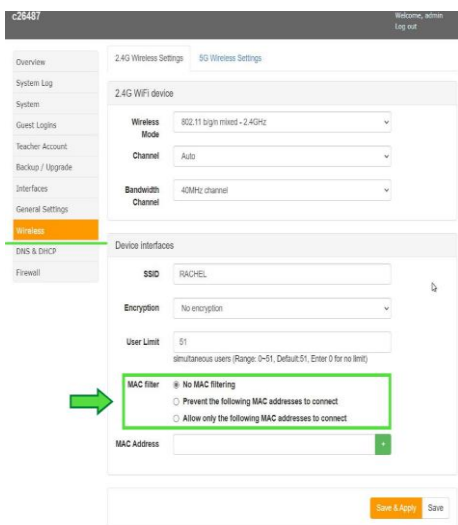 c26487
Welcome, admin
Log out
Overview
System Log
System
Guest Logins
Teacher Account
Backup / Upgrade
Interfaces
General Settings
Wireless
DNS & DHCP
Firewall
2.4G Wireless Settings
5G Wireless Settings
2.4G WiFi device
Wireless Mode
802.11 b/g/n mixed - 2.4GHz
Channel
Auto
Bandwidth Channel
40MHz channel
Device interfaces
SSID
RACHEL
Encryption
No encryption
User Limit
51
simultaneous users (Range: 0~51, Default:51, Enter 0 for no limit)
MAC filter
No MAC filtering
Prevent the following MAC addresses to connect
Allow only the following MAC addresses to connect
MAC Address
+
Save & Apply
Save